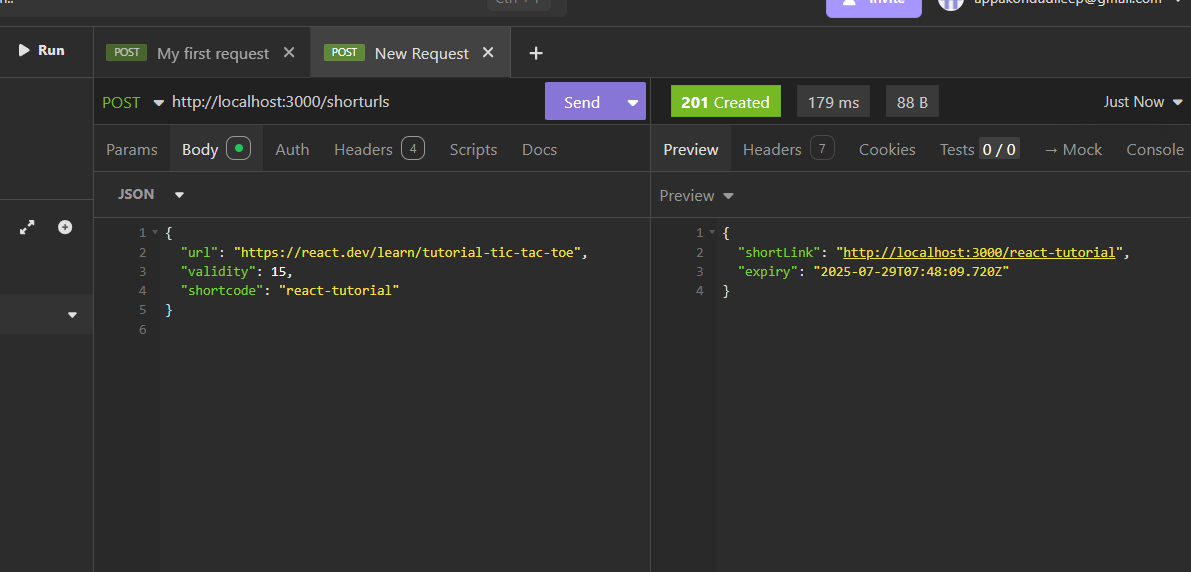 Invite
Run
POST My first request × POST New Request × +
POST http://localhost:3000/shorturls Send 201 Created 179 ms 88 B Just Now
Params Body Auth Headers 4 Scripts Docs
Preview Headers 7 Cookies Tests 0 / 0 → Mock Console
JSON
Preview
1 {
2 "url": "https://react.dev/learn/tutorial-tic-tac-toe",
3 "validity": 15,
4 "shortcode": "react-tutorial"
5 }
6
1 {
2 "shortLink": "http://localhost:3000/react-tutorial",
3 "expiry": "2025-07-29T07:48:09.720Z"
4 }